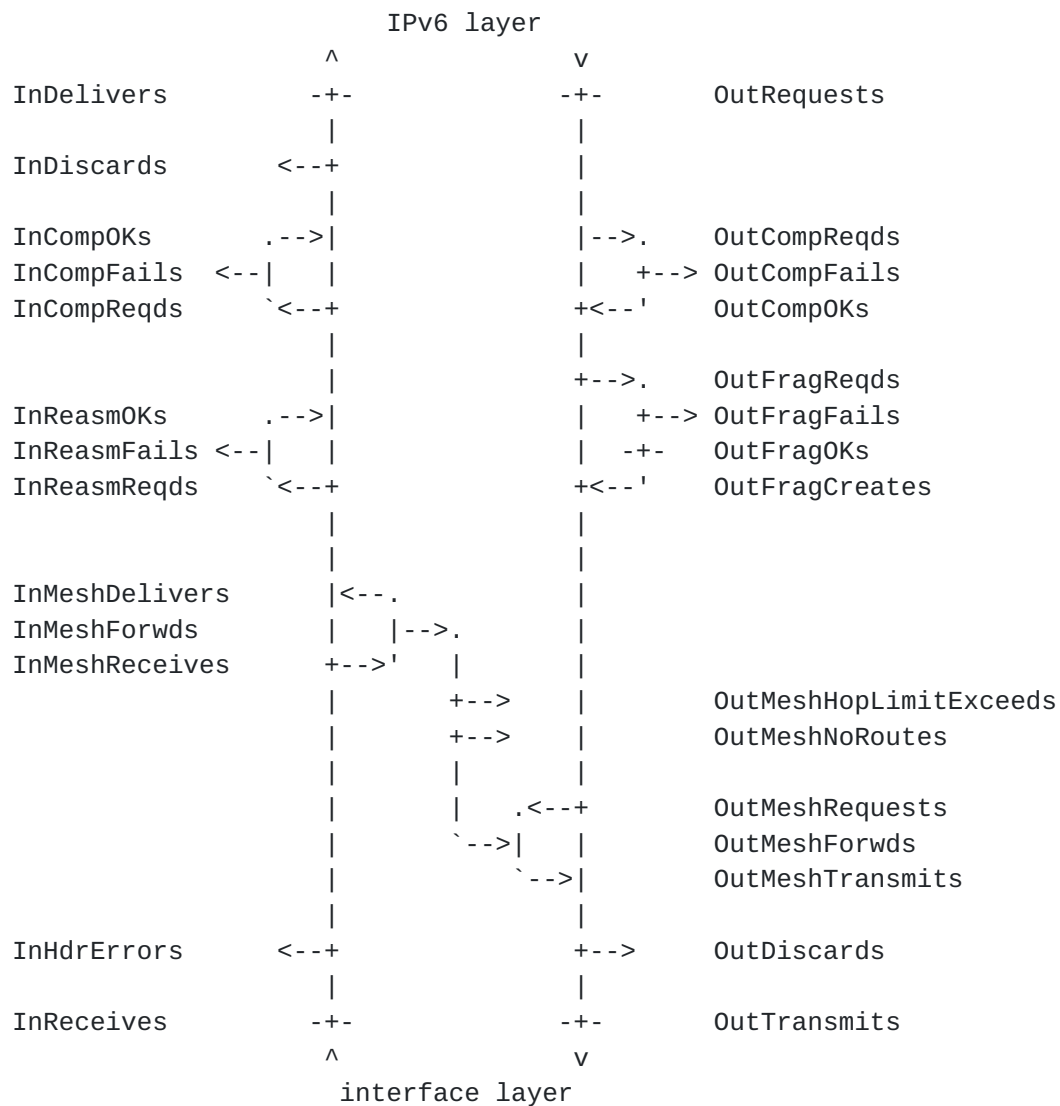 IPv6 layer
                    ^               v
InDelivers         -+-             -+-       OutRequests
                    |               |
InDiscards       <--+               |
                    |               |
InCompOKs       .-->|               |-->.    OutCompReqds
InCompFails  <--|   |               |   +--> OutCompFails
InCompReqds     `<--+               +<--'    OutCompOKs
                    |               |
                    |               +-->.    OutFragReqds
InReasmOKs      .-->|               |   +--> OutFragFails
InReasmFails <--|   |               |  -+-   OutFragOKs
InReasmReqds    `<--+               +<--'    OutFragCreates
                    |               |
                    |               |
InMeshDelivers      |<--.           |
InMeshForwds        |   |-->.       |
InMeshReceives      +-->'   |       |
                    |       +-->    |        OutMeshHopLimitExceeds
                    |       +-->    |        OutMeshNoRoutes
                    |       |       |
                    |       |   .<--+        OutMeshRequests
                    |       `-->|   |        OutMeshForwds
                    |           `-->|        OutMeshTransmits
                    |               |
InHdrErrors      <--+               +-->     OutDiscards
                    |               |
InReceives         -+-             -+-       OutTransmits
                    ^               v
                     interface layer